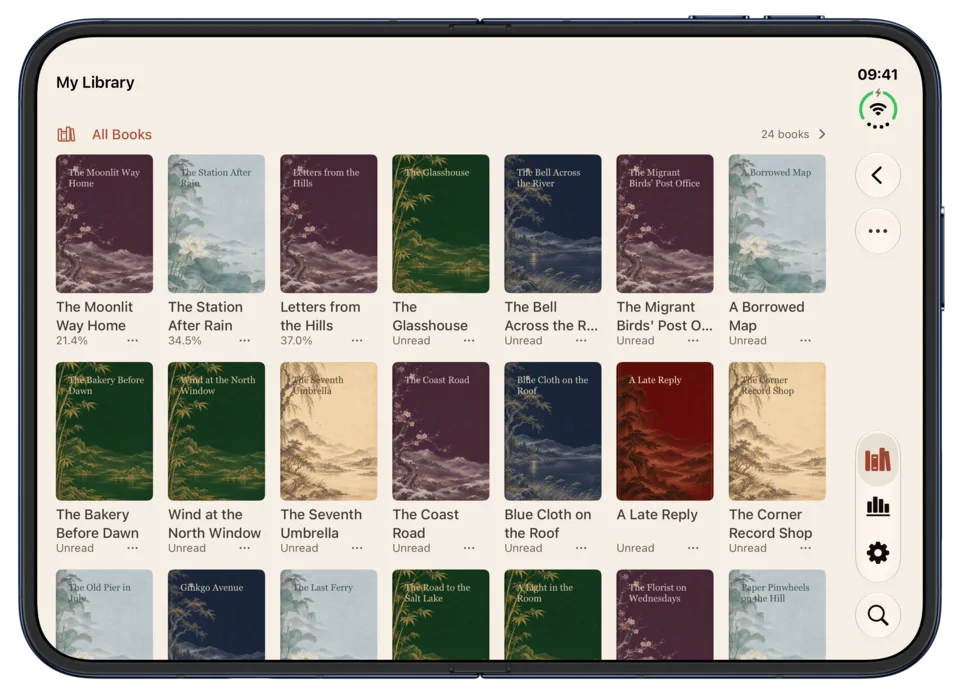 My Library
09:41
All Books
24 books
The Moonlit Way
Home
The Station After
Rain
Letters from the
Hills
The Glasshouse
The Bell Across
the River
The Migrant
Birds' Post Office
A Borrowed Map
The Moonlit
Way Home
21.4%
The Station
After Rain
34.5%
Letters from
the Hills
37.0%
The
Glasshouse
Unread
The Bell
Across the R...
Unread
The Migrant
Birds' Post O...
Unread
A Borrowed
Map
Unread
The Bakery Before
Dawn
Wind at the North
Window
The Seventh
Umbrella
The Coast Road
Blue Cloth on the
Roof
A Late Reply
The Corner
Record Shop
The Bakery
Before Dawn
Unread
Wind at the
North Window
Unread
The Seventh
Umbrella
Unread
The Coast
Road
Unread
Blue Cloth on
the Roof
Unread
A Late Reply
Unread
The Corner
Record Shop
Unread
The Old Pier in
July
Ginkgo Avenue
The Last Ferry
The Road to the
Salt Lake
A Light in the
Room
The Florist on
Wednesdays
Paper Pinwheels
on the Hill